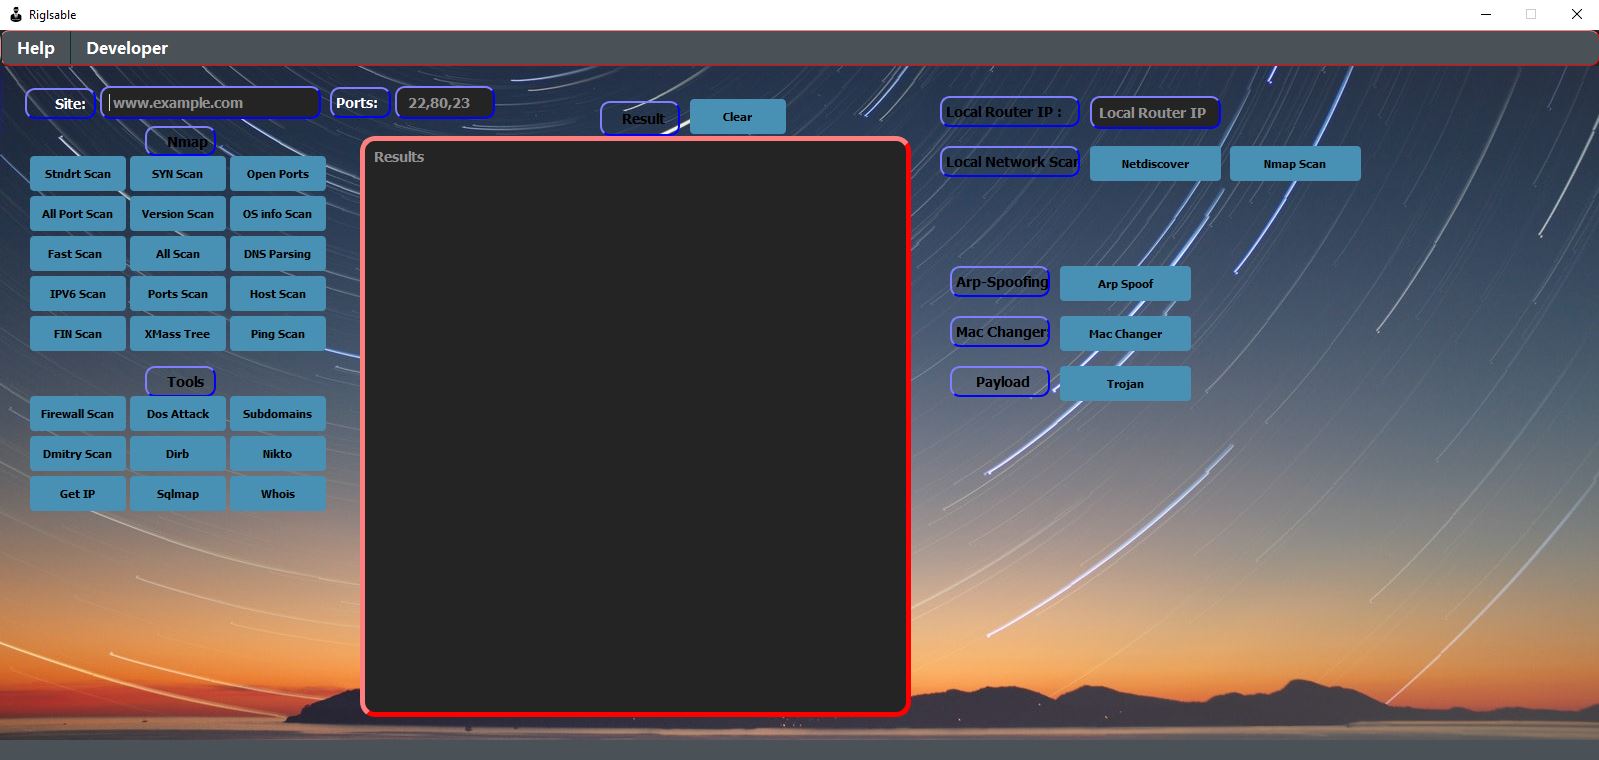 Riglsable
Help Developer
Site: www.example.com Ports: 22,80,23
Result Clear
Local Router IP : Local Router IP
Nmap
Results
Local Network Scan Netdiscover Nmap Scan
Stndrt Scan SYN Scan Open Ports
All Port Scan Version Scan OS info Scan
Fast Scan All Scan DNS Parsing
IPV6 Scan Ports Scan Host Scan
FIN Scan XMass Tree Ping Scan
Arp-Spoofing Arp Spoof
Mac Changer: Mac Changer
Payload Trojan
Tools
Firewall Scan Dos Attack Subdomains
Dmitry Scan Dirb Nikto
Get IP Sqlmap Whois